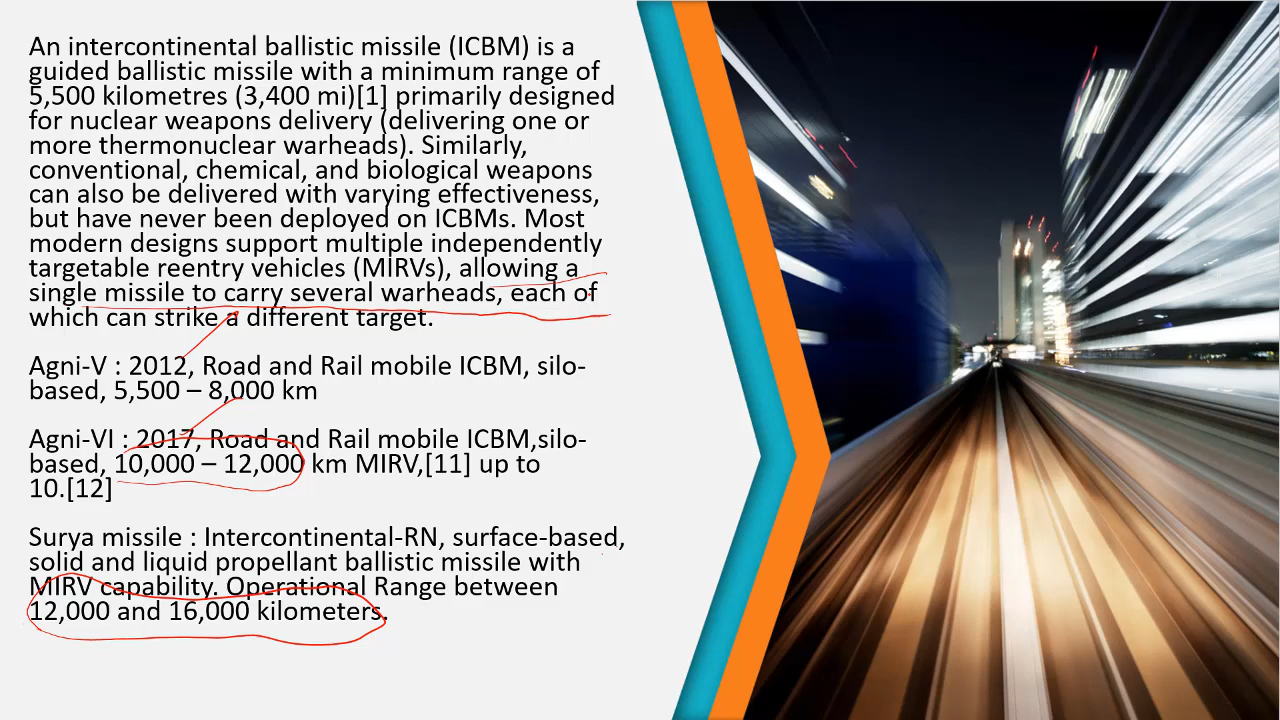 An intercontinental ballistic missile (ICBM) is a
guided ballistic missile with a minimum range of
5,500 kilometres (3,400 mi)[1] primarily designed
for nuclear weapons delivery (delivering one or
more thermonuclear warheads). Similarly,
conventional, chemical, and biological weapons
can also be delivered with varying effectiveness,
but have never been deployed on ICBMs. Most
modern designs support multiple independently
targetable reentry vehicles (MIRVs), allowing a
single missile to carry several warheads, each of
which can strike a different target.
Agni-V : 2012, Road and Rail mobile ICBM, silo-
based, 5,500 – 8,000 km
Agni-VI : 2017, Road and Rail mobile ICBM,silo-
based, 10,000 – 12,000 km MIRV,[11] up to
10.[12]
Surya missile : Intercontinental-RN, surface-based,
solid and liquid propellant ballistic missile with
MIRV capability. Operational Range between
12,000 and 16,000 kilometers.